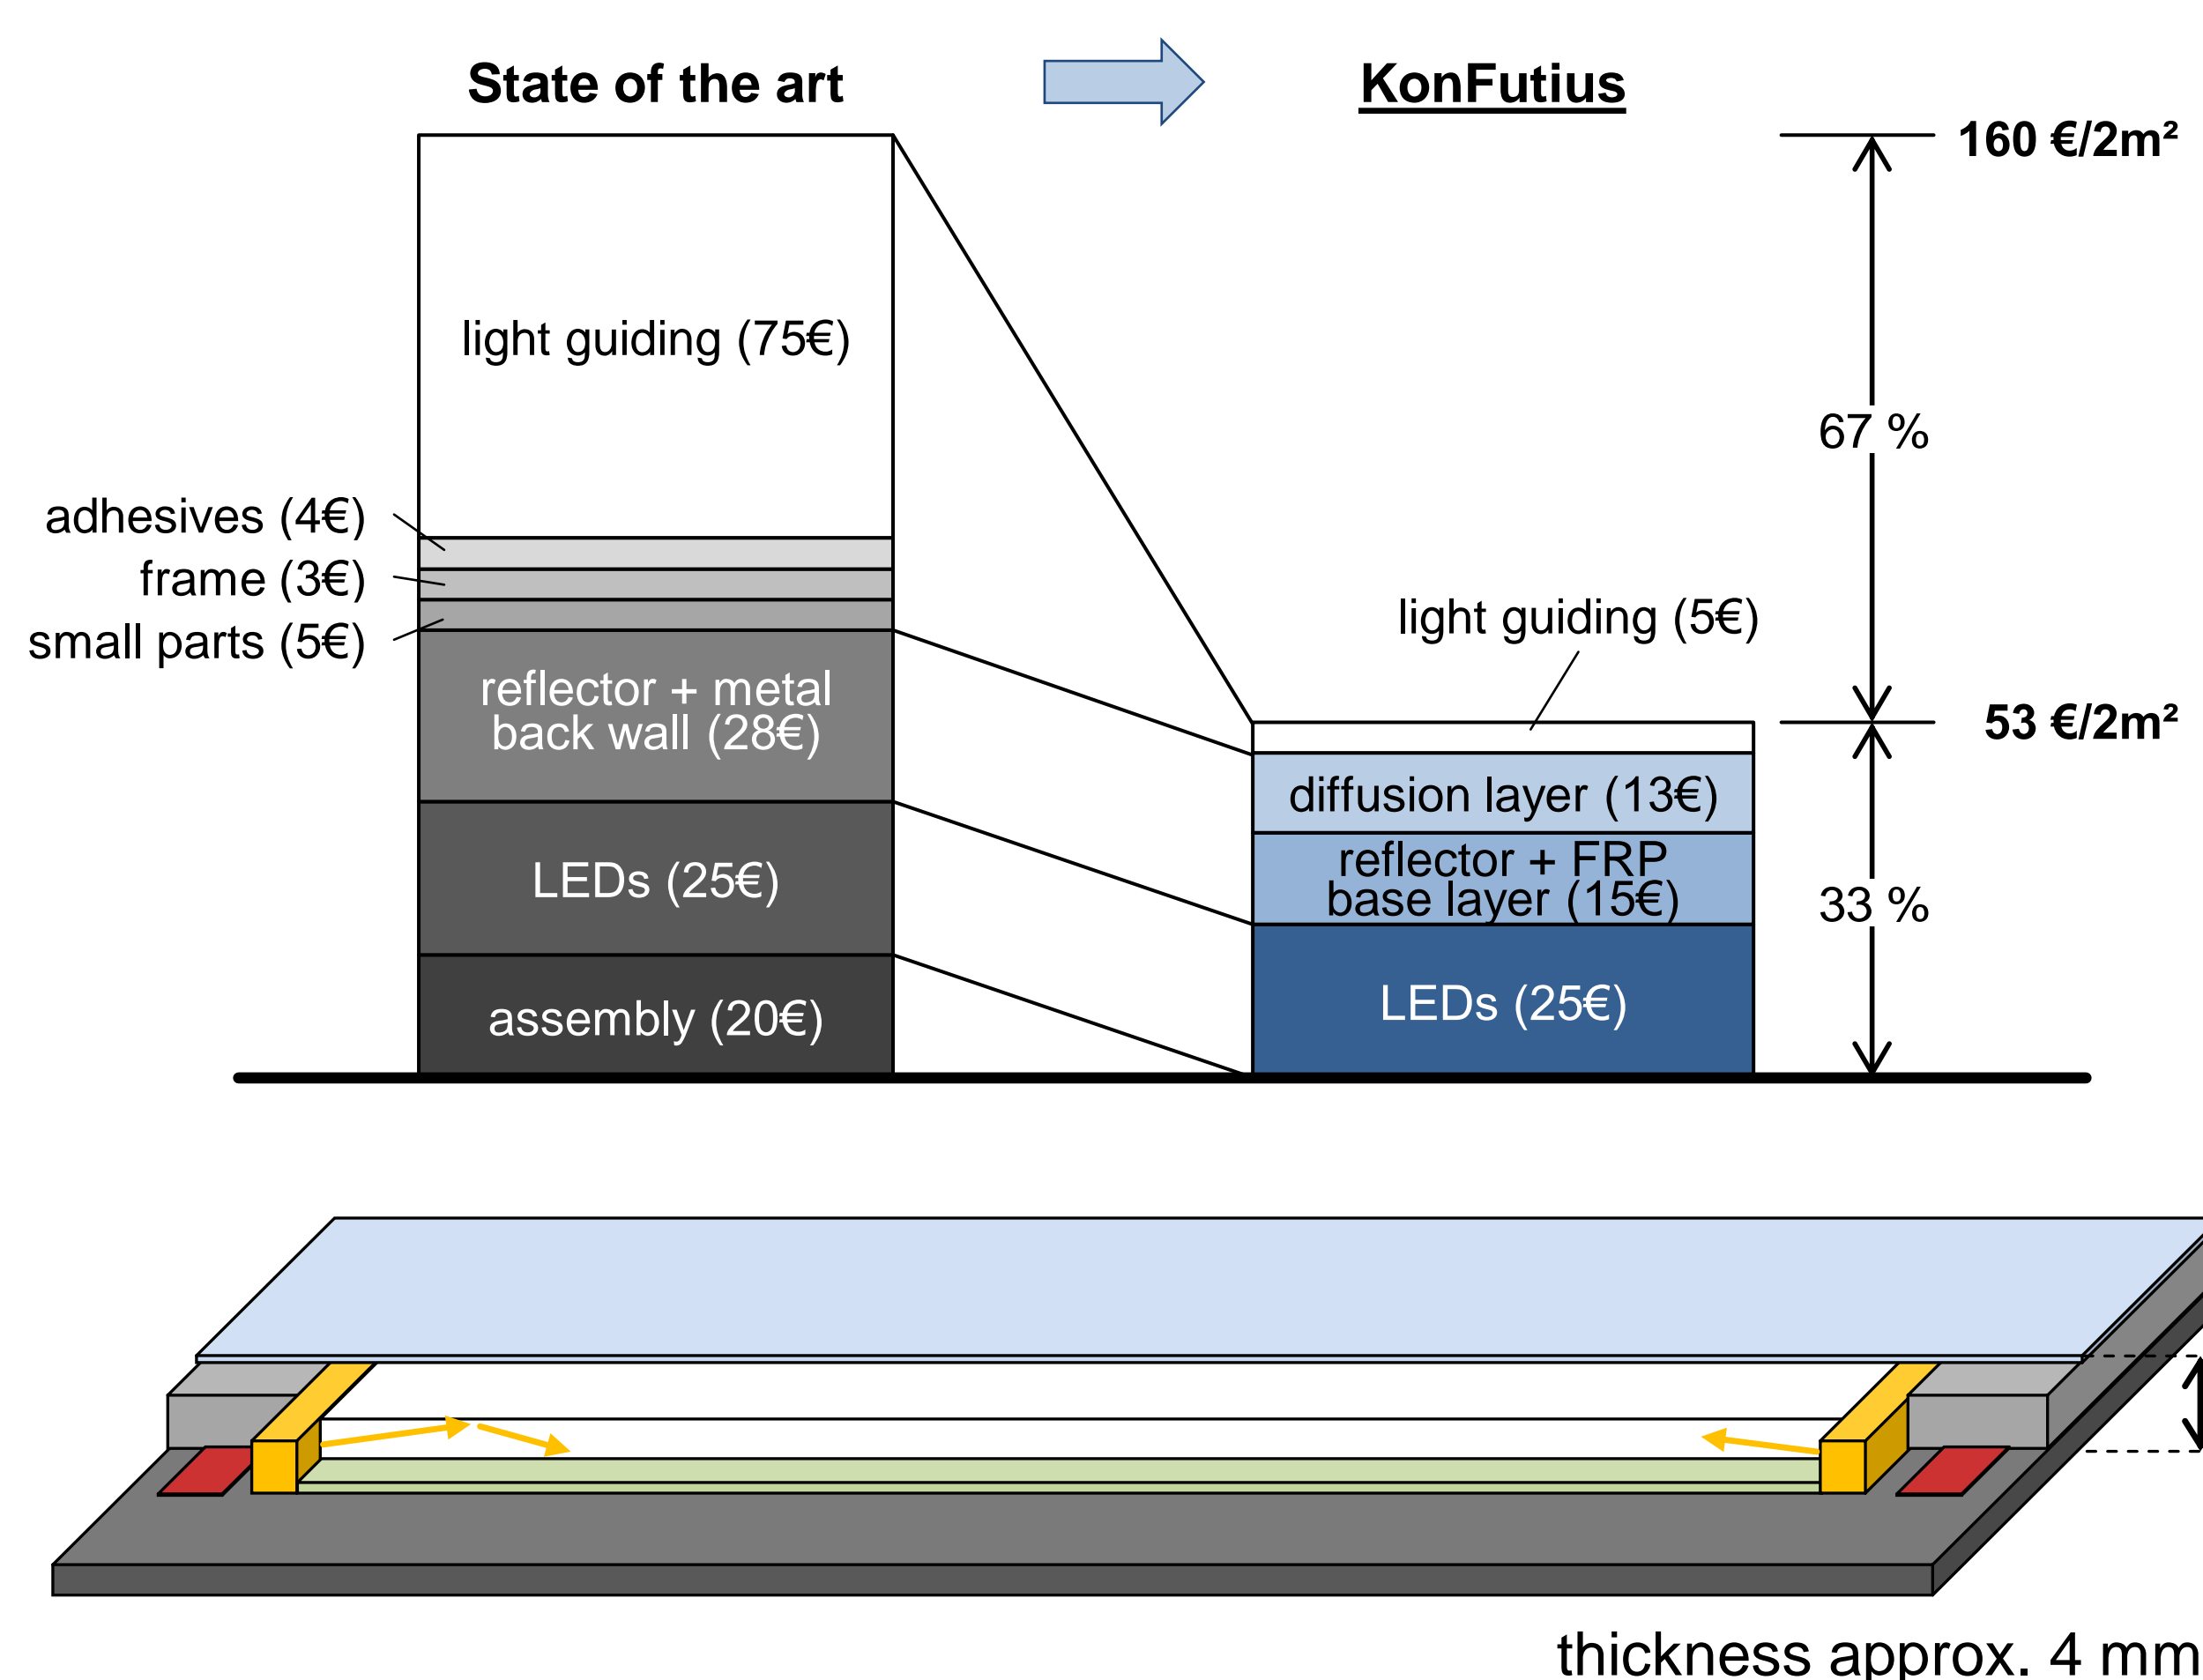 State of the art
KonFutius
160 €/2m²
light guiding (75€)
67 %
adhesives (4€)
frame (3€)
small parts (5€)
light guiding (5€)
reflector + metal
back wall (28€)
53 €/2m²
diffusion layer (13€)
reflector + FRP
base layer (15€)
LEDs (25€)
33 %
LEDs (25€)
assembly (20€)
thickness approx. 4 mm